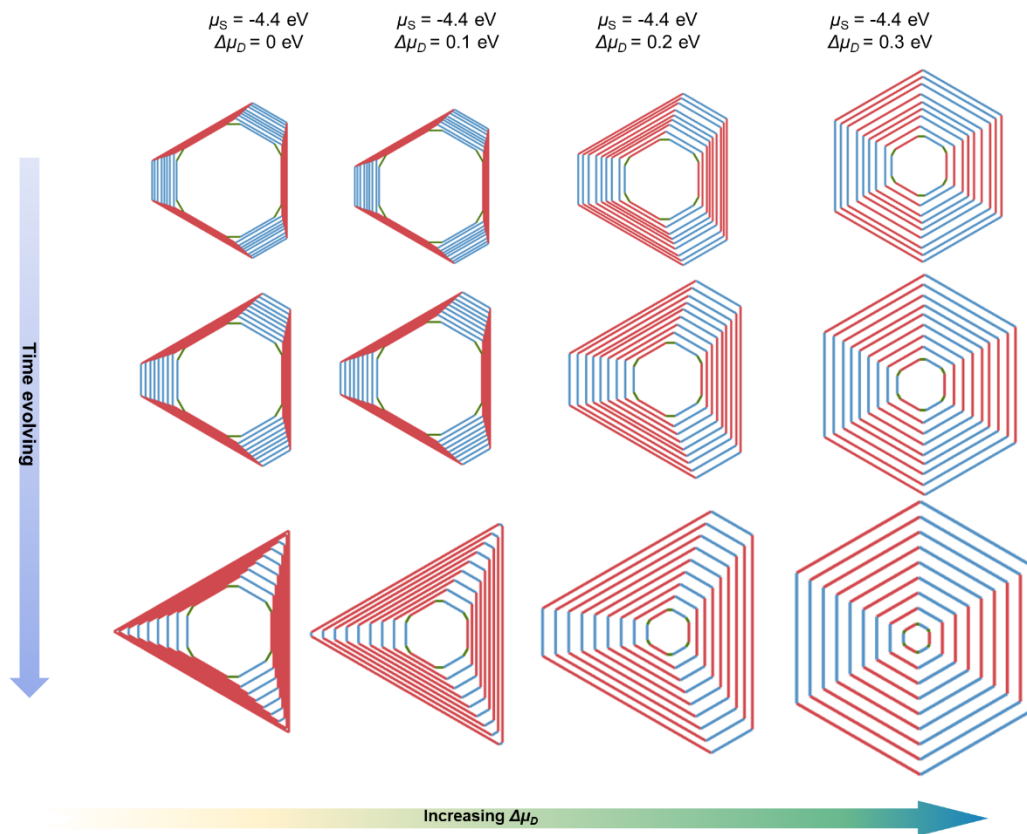 μS = -4.4 eV
ΔμD = 0 eV
μS = -4.4 eV
ΔμD = 0.1 eV
μS = -4.4 eV
ΔμD = 0.2 eV
μS = -4.4 eV
ΔμD = 0.3 eV
Time evolving
Increasing ΔμD